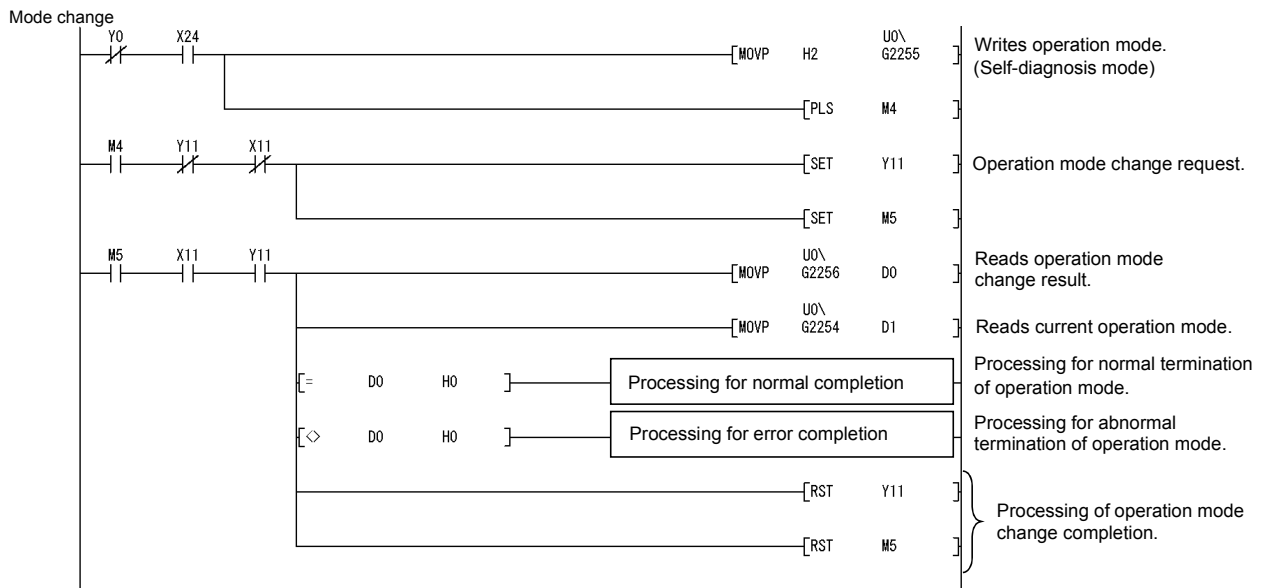 Mode change
Y0 X24 U0\
MOVP H2 G2255 Writes operation mode.
(Self-diagnosis mode)
PLS M4
M4 Y11 X11
SET Y11 Operation mode change request.
SET M5
M5 X11 Y11 U0\
MOVP G2256 D0 Reads operation mode
change result.
U0\
MOVP G2254 D1 Reads current operation mode.
= D0 H0 Processing for normal completion Processing for normal termination
of operation mode.
<> D0 H0 Processing for error completion Processing for abnormal
termination of operation mode.
RST Y11
Processing of operation mode
change completion.
RST M5